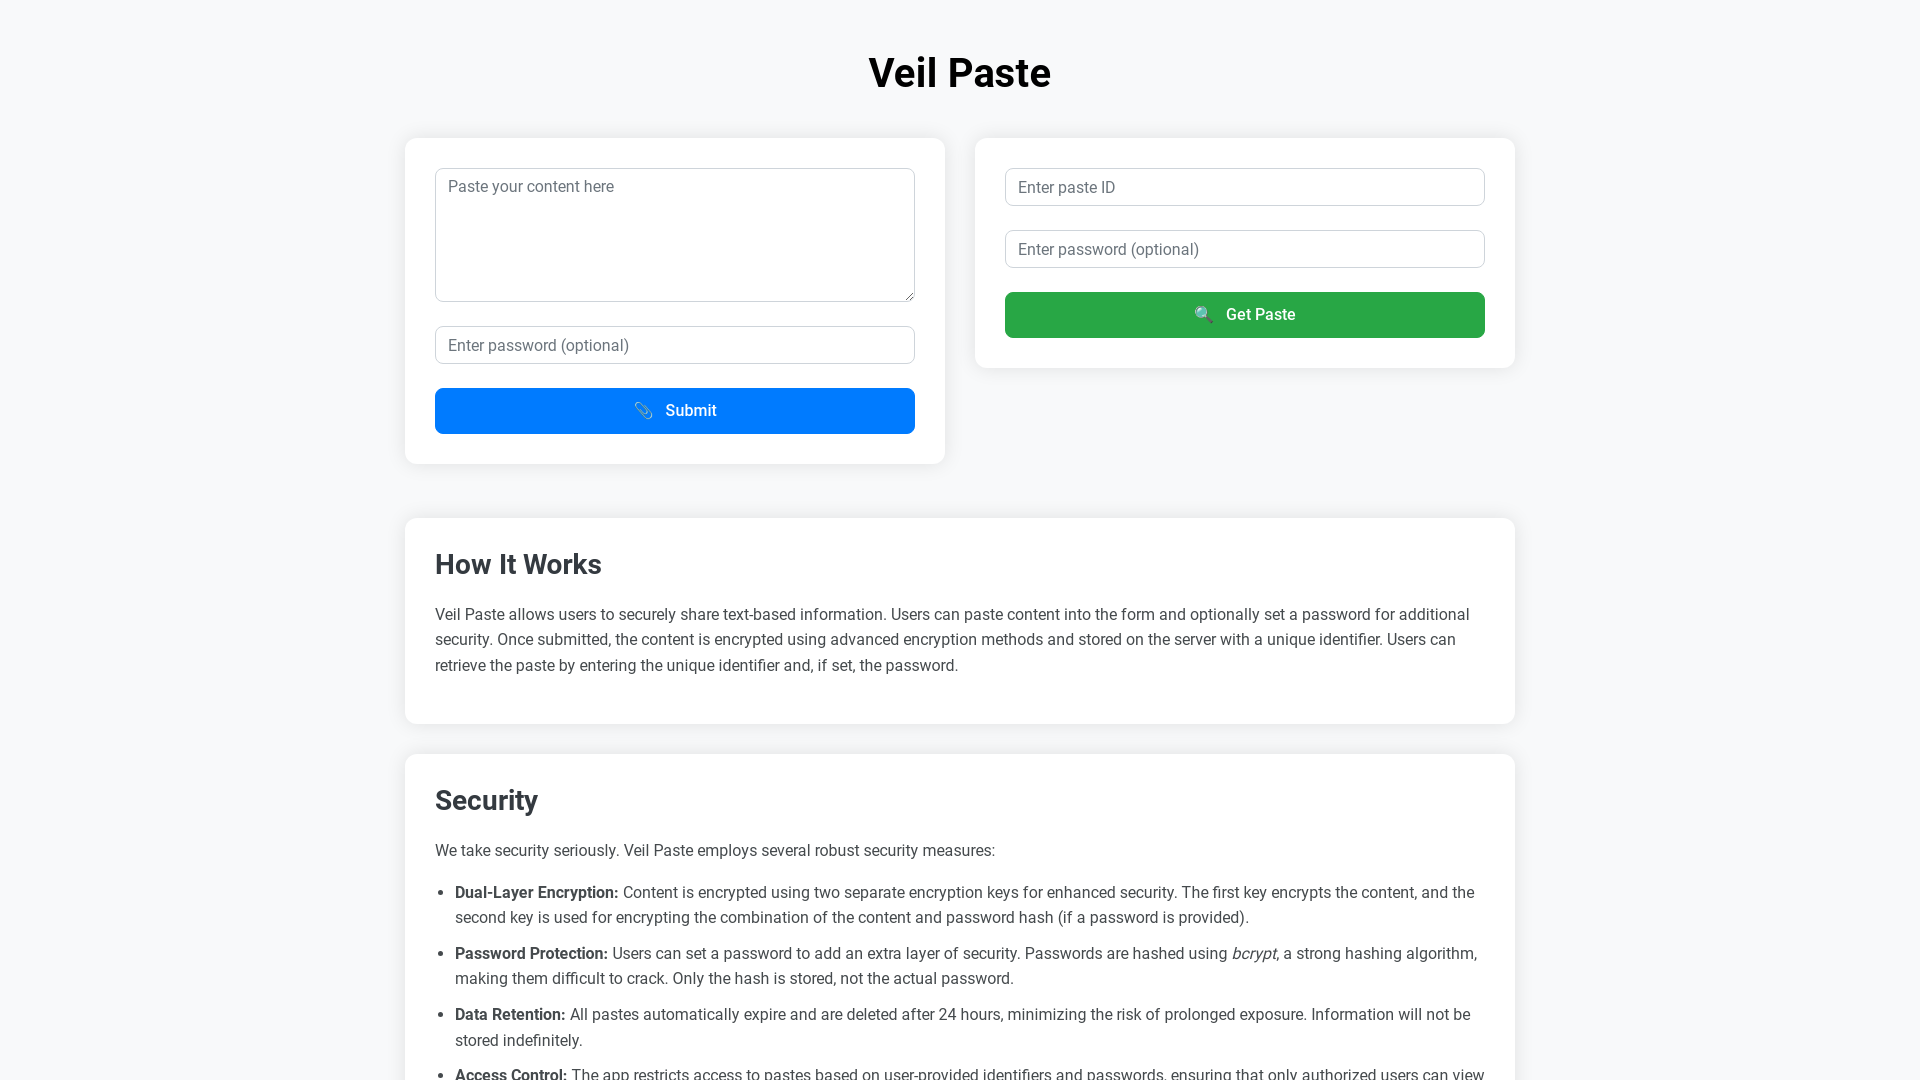 Veil Paste
Paste your content here
Enter password (optional)
📎 Submit
Enter paste ID
Enter password (optional)
🔍 Get Paste
How It Works
Veil Paste allows users to securely share text-based information. Users can paste content into the form and optionally set a password for additional
security. Once submitted, the content is encrypted using advanced encryption methods and stored on the server with a unique identifier. Users can
retrieve the paste by entering the unique identifier and, if set, the password.
Security
We take security seriously. Veil Paste employs several robust security measures:
• Dual-Layer Encryption: Content is encrypted using two separate encryption keys for enhanced security. The first key encrypts the content, and the
second key is used for encrypting the combination of the content and password hash (if a password is provided).
• Password Protection: Users can set a password to add an extra layer of security. Passwords are hashed using bcrypt, a strong hashing algorithm,
making them difficult to crack. Only the hash is stored, not the actual password.
• Data Retention: All pastes automatically expire and are deleted after 24 hours, minimizing the risk of prolonged exposure. Information will not be
stored indefinitely.
• Access Control: The app restricts access to pastes based on user-provided identifiers and passwords, ensuring that only authorized users can view